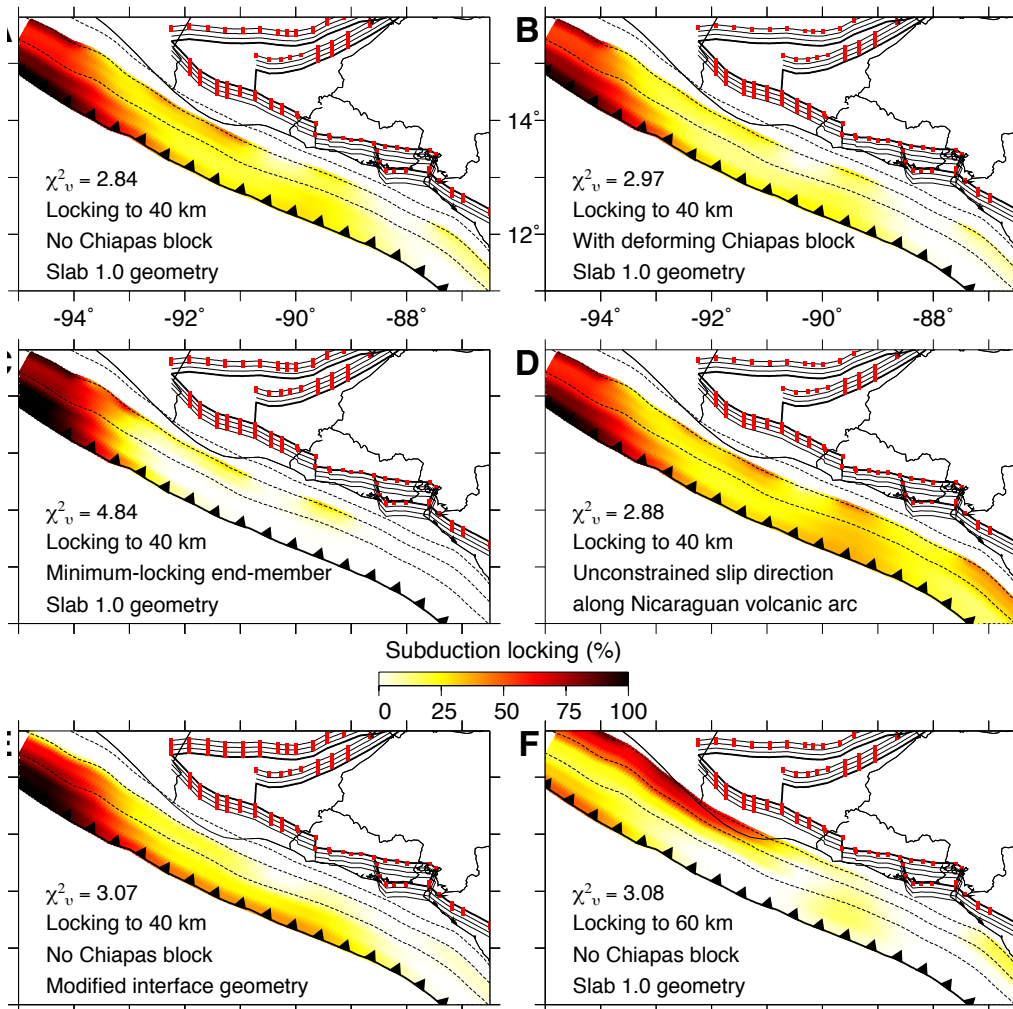 A
B
χ²ᵥ = 2.84
Locking to 40 km
No Chiapas block
Slab 1.0 geometry
14°
12°
χ²ᵥ = 2.97
Locking to 40 km
With deforming Chiapas block
Slab 1.0 geometry
-94° -92° -90° -88° -94° -92° -90° -88°
C
D
χ²ᵥ = 4.84
Locking to 40 km
Minimum-locking end-member
Slab 1.0 geometry
χ²ᵥ = 2.88
Locking to 40 km
Unconstrained slip direction
along Nicaraguan volcanic arc
Subduction locking (%)
0 25 50 75 100
E
F
χ²ᵥ = 3.07
Locking to 40 km
No Chiapas block
Modified interface geometry
χ²ᵥ = 3.08
Locking to 60 km
No Chiapas block
Slab 1.0 geometry